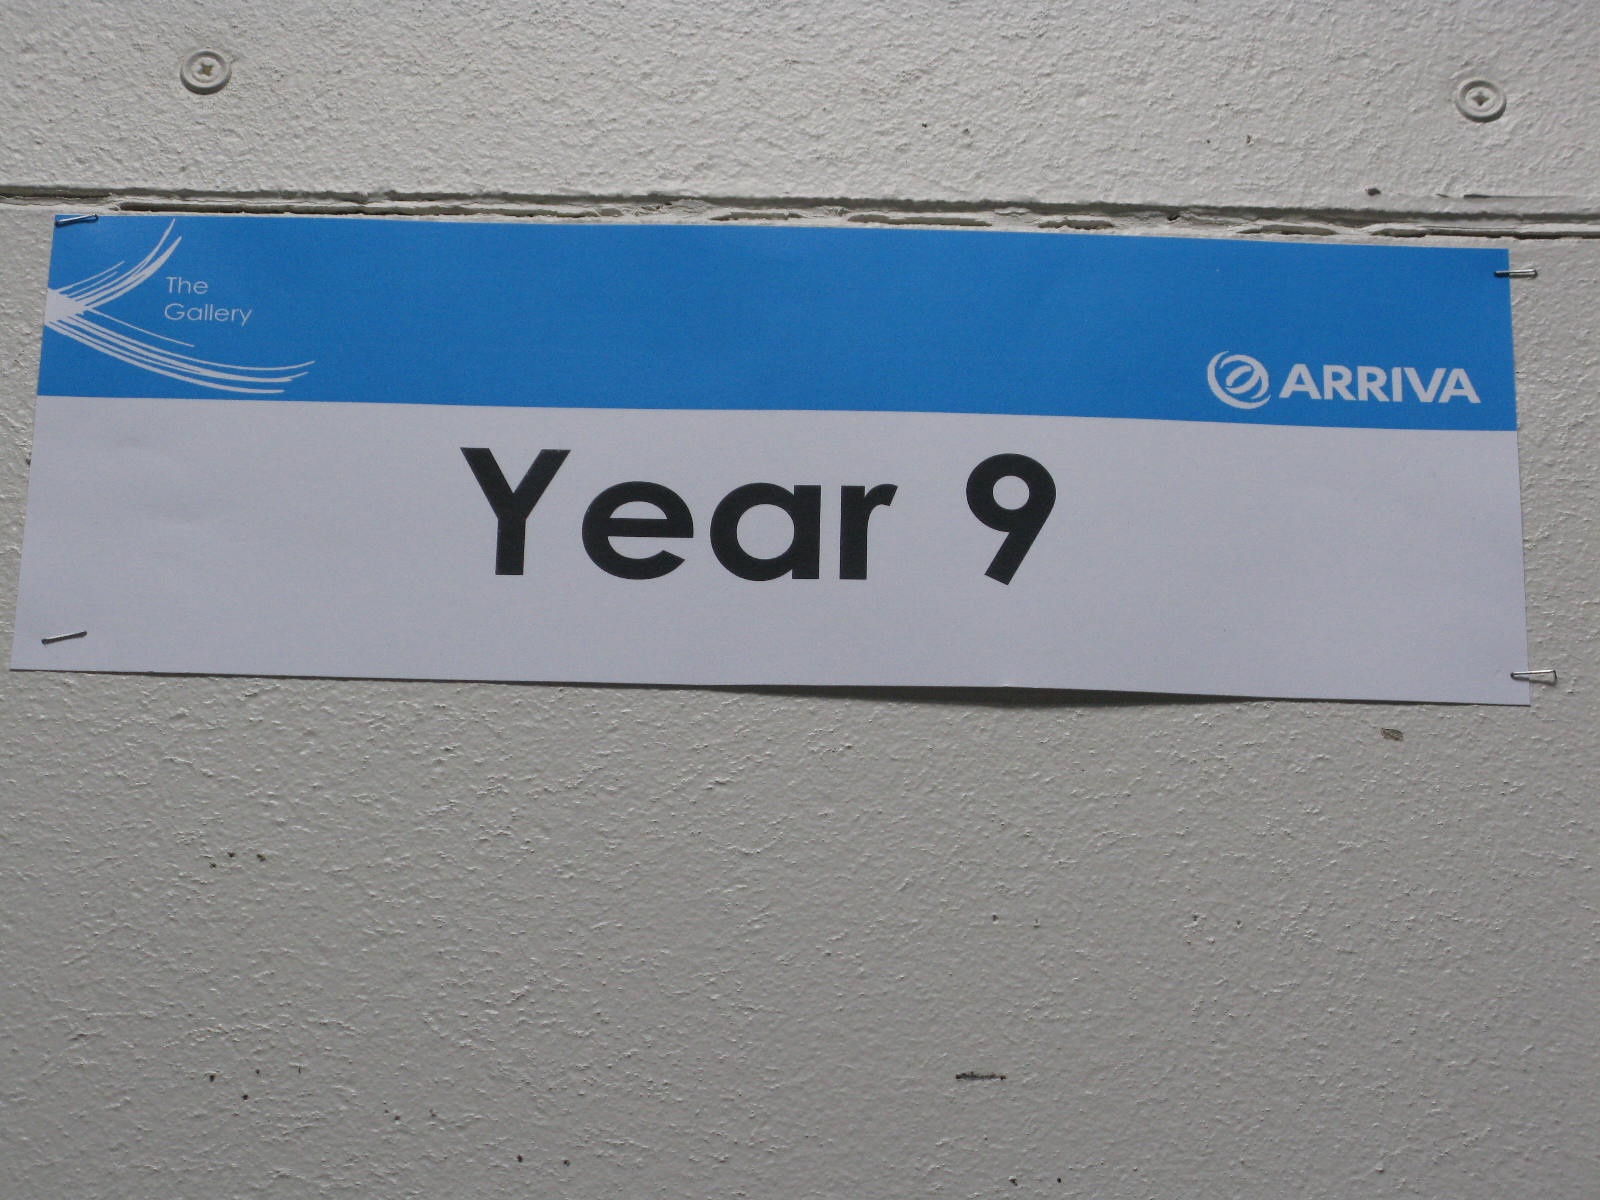 The
Gallery
ARRIVA
Year 9